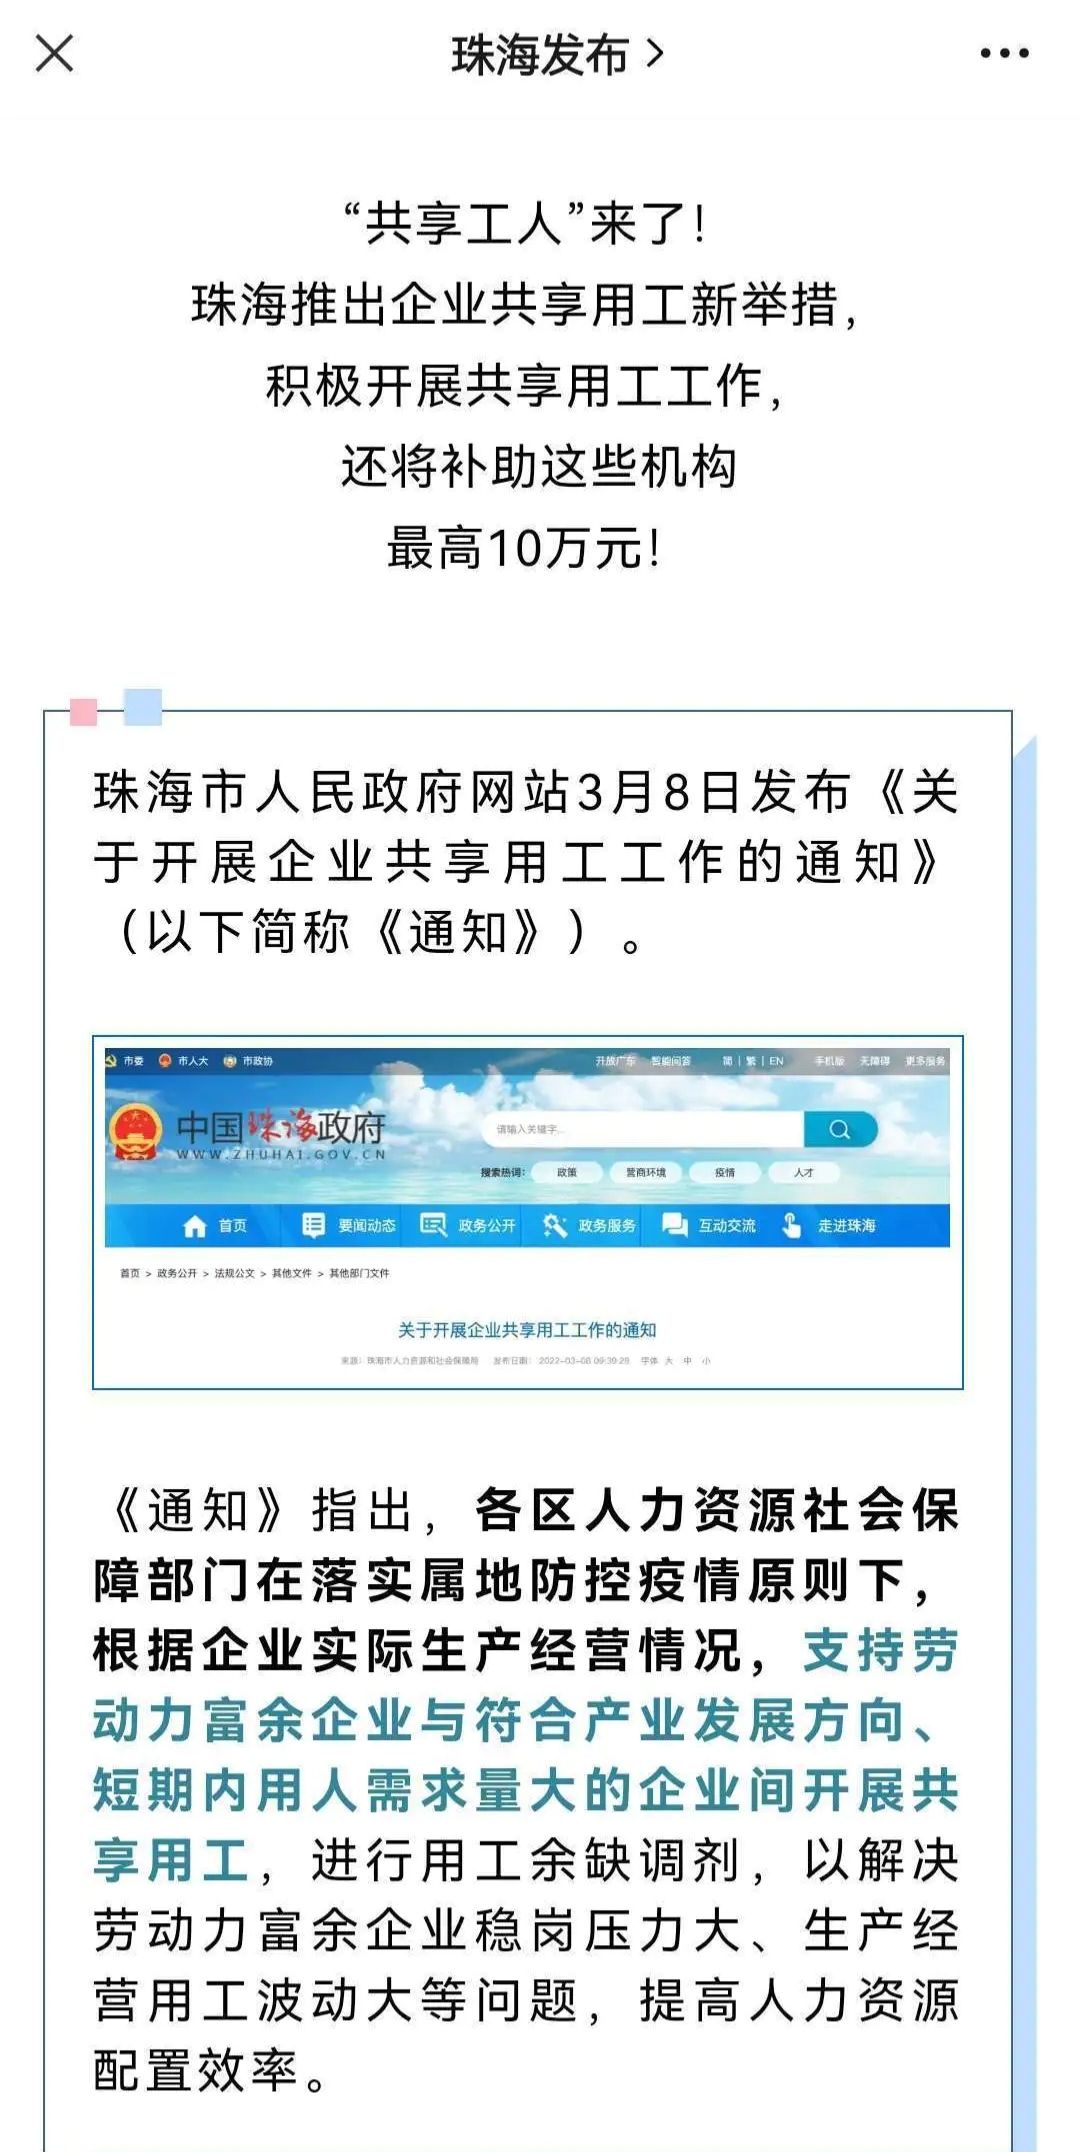 珠海发布
“共享工人”来了！
珠海推出企业共享用工新举措，
积极开展共享用工工作，
还将补助这些机构
最高10万元！
珠海市人民政府网站3月8日发布《关
于开展企业共享用工工作的通知》
（以下简称《通知》）。
市委 市人大 市政协 开放广东 智能问答 简 | 繁 | EN 手机版 无障碍 更多服务
中国珠海政府
WWW.ZHUHAI.GOV.CN
请输入关键字...
搜索热词： 政策 营商环境 疫情 人才
首页 要闻动态 政务公开 政务服务 互动交流 走进珠海
首页 > 政务公开 > 法规公文 > 其他文件 > 其他部门文件
关于开展企业共享用工工作的通知
来源：珠海市人力资源和社会保障局 发布日期：2022-03-08 09:39:29 字体 大 中 小
《通知》指出，各区人力资源社会保
障部门在落实属地防控疫情原则下，
根据企业实际生产经营情况，支持劳
动力富余企业与符合产业发展方向、
短期内用人需求量大的企业间开展共
享用工，进行用工余缺调剂，以解决
劳动力富余企业稳岗压力大、生产经
营用工波动大等问题，提高人力资源
配置效率。